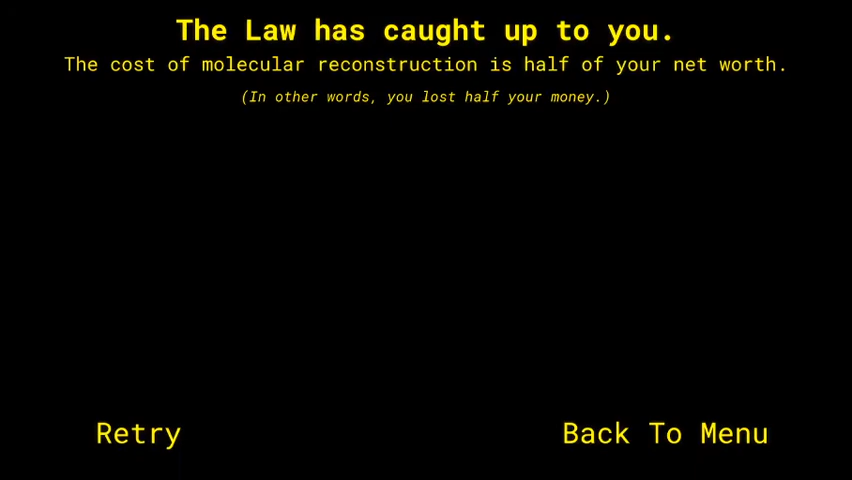 The Law has caught up to you.
The cost of molecular reconstruction is half of your net worth.
(In other words, you lost half your money.)
Retry
Back To Menu